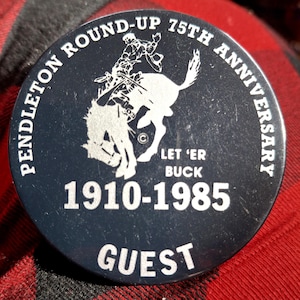 PENDLETON ROUND-UP 75TH ANNIVERSARY
©
LET 'ER
BUCK
1910-1985
GUEST